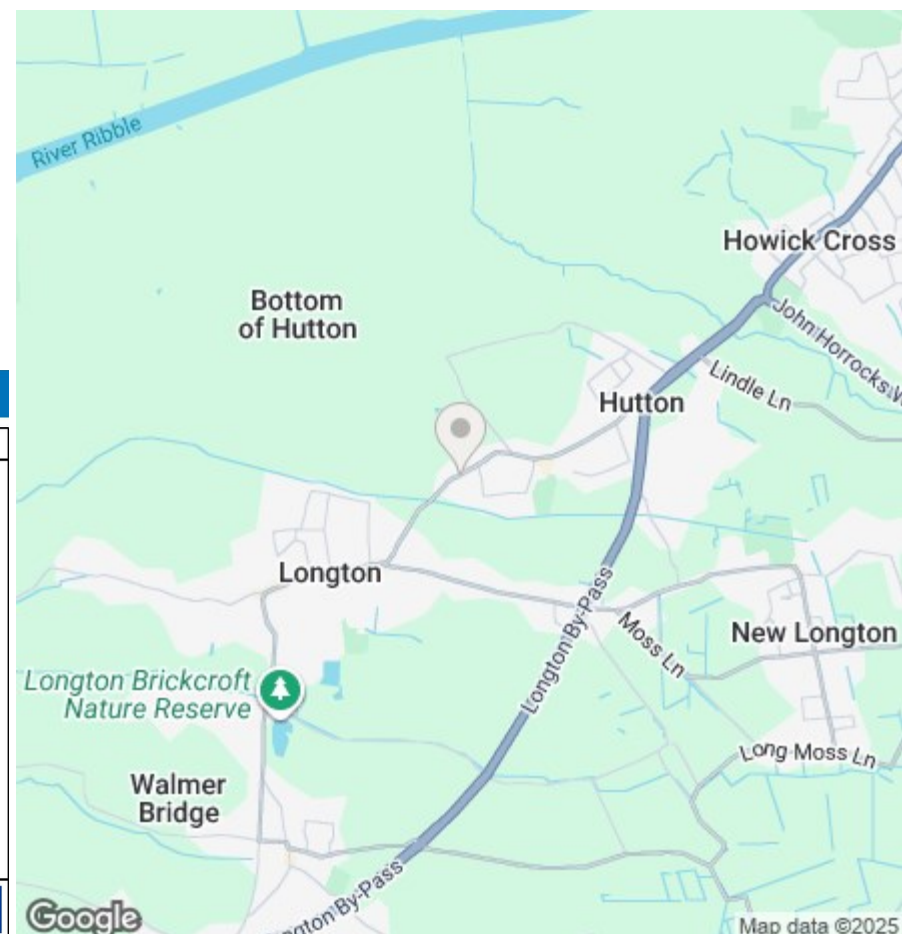 River Ribble
Howick Cross
Bottom
of Hutton
John Horrocks W
Lindle Ln
Hutton
Longton
Longton By-Pass
Moss Ln
New Longton
Longton Brickcroft
Nature Reserve
Long Moss Ln
Walmer
Bridge
ngton By-Pass
Google
Map data ©2025